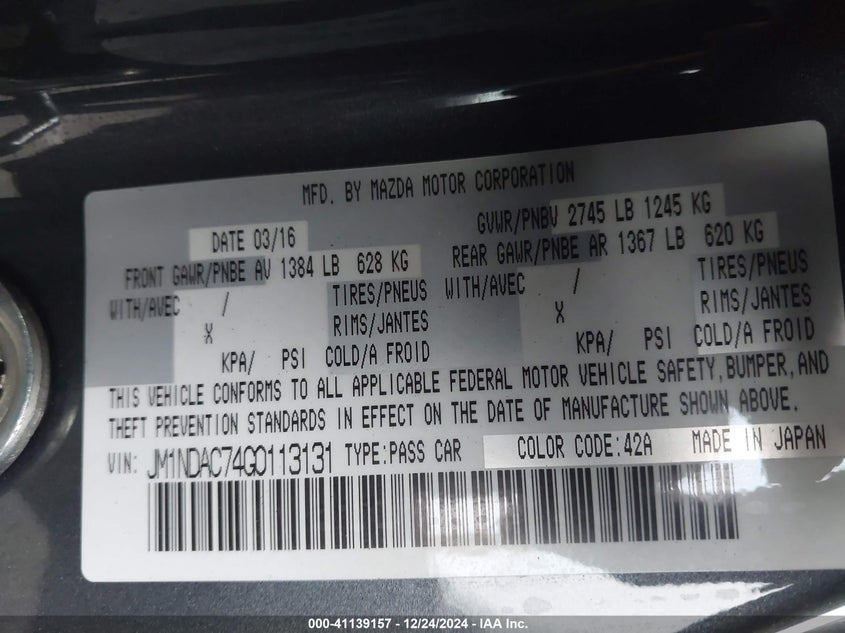 MFD. BY MAZDA MOTOR CORPORATION
DATE 03/16 GVWR/PNBV 2745 LB 1245 KG
FRONT GAWR/PNBE AV 1384 LB 628 KG REAR GAWR/PNBE AR 1367 LB 620 KG
WITH/AVEC / TIRES/PNEUS WITH/AVEC / TIRES/PNEUS
X RIMS/JANTES X RIMS/JANTES
KPA/ PSI COLD/A FROID KPA/ PSI COLD/A FROID
THIS VEHICLE CONFORMS TO ALL APPLICABLE FEDERAL MOTOR VEHICLE SAFETY, BUMPER, AND
THEFT PREVENTION STANDARDS IN EFFECT ON THE DATE OF MANUFACTURE SHOWN ABOVE.
VIN: JM1NDAC74G0113131 TYPE:PASS CAR COLOR CODE:42A MADE IN JAPAN
000-41139157 - 12/24/2024 - IAA Inc.